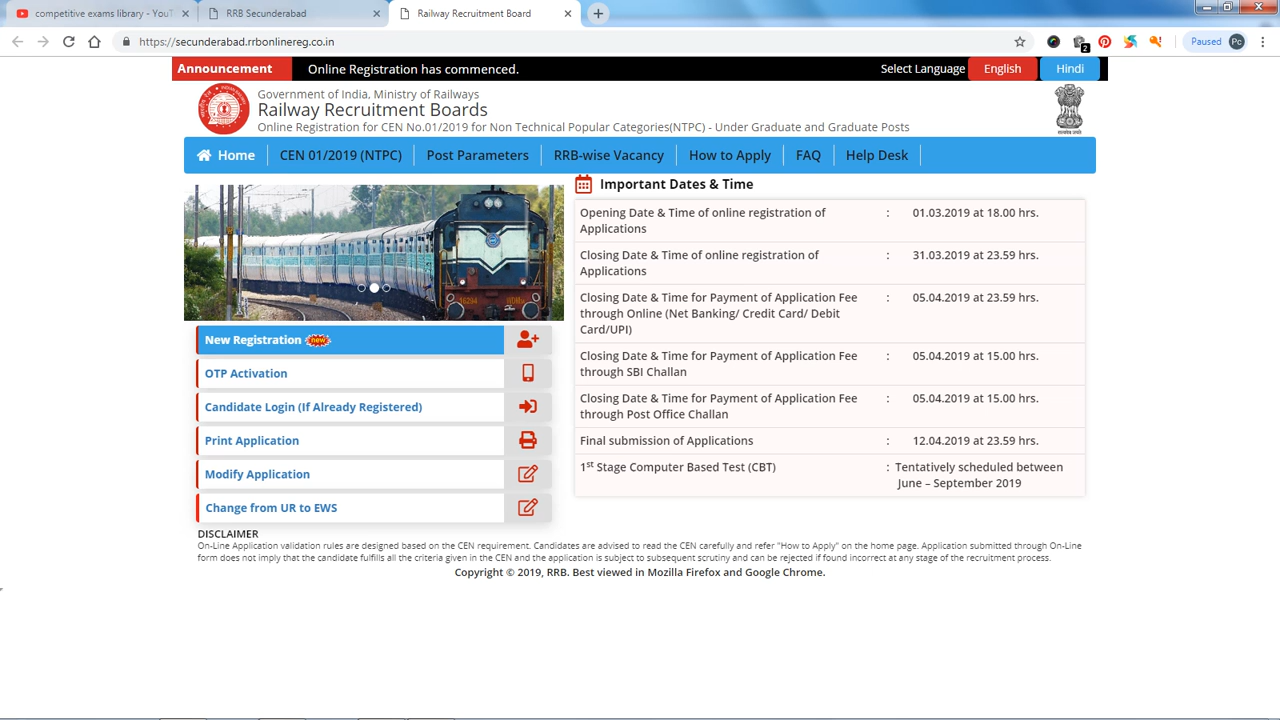 competitive exams library - YouT
RRB Secunderabad
Railway Recruitment Board
https://secunderabad.rrbonlinereg.co.in
2
Paused
Pc
Announcement
Online Registration has commenced.
Select Language
English
Hindi
Government of India, Ministry of Railways
Railway Recruitment Boards
Online Registration for CEN No.01/2019 for Non Technical Popular Categories(NTPC) - Under Graduate and Graduate Posts
Home
CEN 01/2019 (NTPC)
Post Parameters
RRB-wise Vacancy
How to Apply
FAQ
Help Desk
16294
New Registration new
OTP Activation
Candidate Login (If Already Registered)
Print Application
Modify Application
Change from UR to EWS
Important Dates & Time
Opening Date & Time of online registration of
Applications
: 01.03.2019 at 18.00 hrs.
Closing Date & Time of online registration of
Applications
: 31.03.2019 at 23.59 hrs.
Closing Date & Time for Payment of Application Fee
through Online (Net Banking/ Credit Card/ Debit
Card/UPI)
: 05.04.2019 at 23.59 hrs.
Closing Date & Time for Payment of Application Fee
through SBI Challan
: 05.04.2019 at 15.00 hrs.
Closing Date & Time for Payment of Application Fee
through Post Office Challan
: 05.04.2019 at 15.00 hrs.
Final submission of Applications
: 12.04.2019 at 23.59 hrs.
1st Stage Computer Based Test (CBT)
: Tentatively scheduled between
June – September 2019
DISCLAIMER
On-Line Application validation rules are designed based on the CEN requirement. Candidates are advised to read the CEN carefully and refer "How to Apply" on the home page. Application submitted through On-Line
form does not imply that the candidate fulfills all the criteria given in the CEN and the application is subject to subsequent scrutiny and can be rejected if found incorrect at any stage of the recruitment process.
Copyright © 2019, RRB. Best viewed in Mozilla Firefox and Google Chrome.